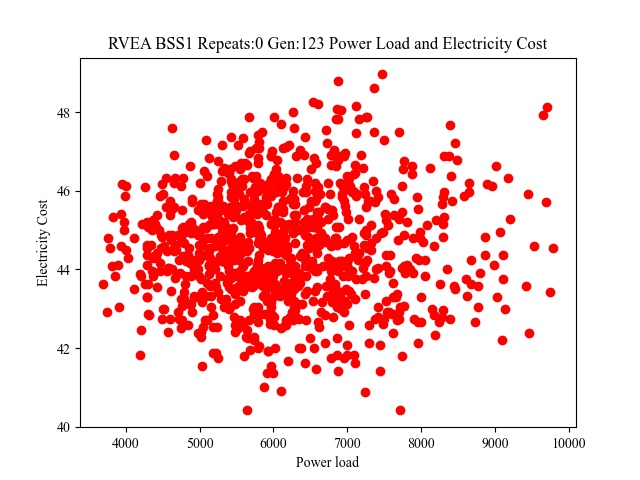 RVEA BSS1 Repeats:0 Gen:123 Power Load and Electricity Cost
48
46
44
42
40
Electricity Cost
4000 5000 6000 7000 8000 9000 10000
Power load